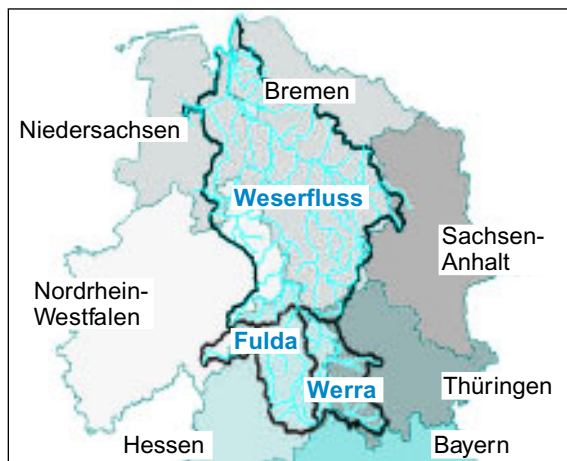 Bremen
Niedersachsen
Weserfluss
Sachsen-
Anhalt
Nordrhein-
Westfalen
Fulda
Werra
Thüringen
Hessen
Bayern